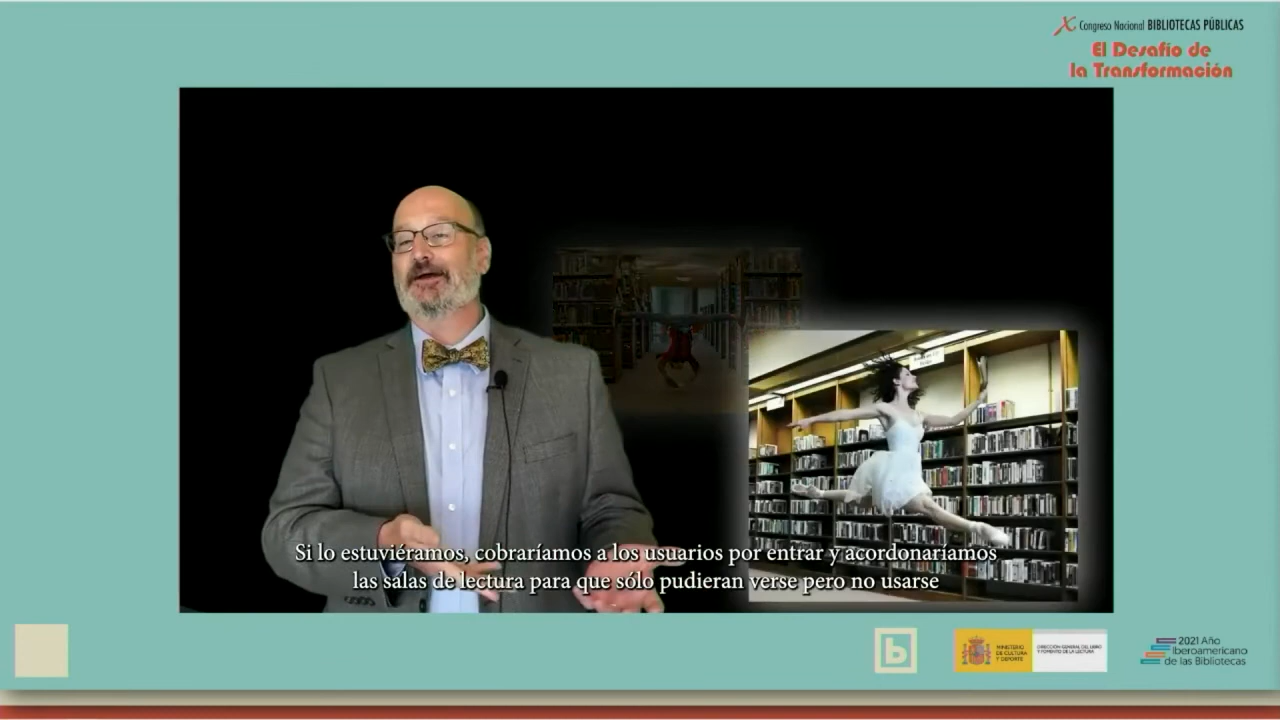 X Congreso Nacional BIBLIOTECAS PÚBLICAS
El Desafío de
la Transformación
Si lo estuviéramos, cobraríamos a los usuarios por entrar y acordonaríamos
las salas de lectura para que sólo pudieran verse pero no usarse
b
MINISTERIO
DE CULTURA
Y DEPORTE
DIRECCIÓN GENERAL DEL LIBRO
Y FOMENTO DE LA LECTURA
2021 Año
Iberoamericano
de las Bibliotecas